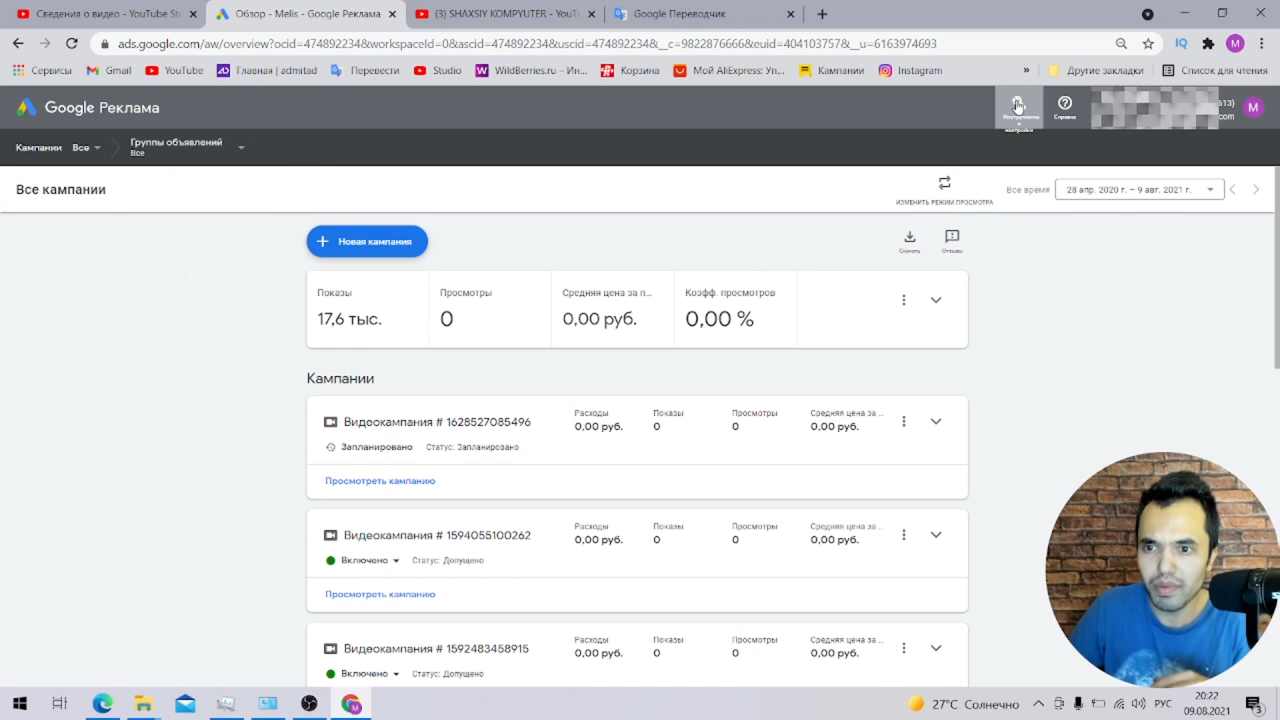 Сведения о видео - YouTube St
Обзор - Melis - Google Реклама
(3) SHAXSIY KOMPYUTER - YouTu
Google Переводчик
ads.google.com/aw/overview?ocid=474892234&workspaceId=0&ascid=474892234&uscid=474892234&__c=9822876666&euid=4041037571&__u=6163974693
Сервисы
Gmail
YouTube
Главная | admitad
Перевести
Studio
WildBerries.ru – Ин...
Корзина
Мой AliExpress: Уп...
Кампании
Instagram
»
Другие закладки
Список для чтения
Google Реклама
Инструменты и настройки
Справка
613)
com
M
Кампании
Все
Группы объявлений
Все
Все кампании
ИЗМЕНИТЬ РЕЖИМ ПРОСМОТРА
Все время
28 апр. 2020 г. – 9 авг. 2021 г.
+ Новая кампания
Скачать
Отзывы
Показы
17,6 тыс.
Просмотры
0
Средняя цена за п...
0,00 руб.
Коэфф. просмотров
0,00 %
Кампании
Видеокампания # 1628527085496
Расходы
0,00 руб.
Показы
0
Просмотры
0
Средняя цена за ...
0,00 руб.
Запланировано
Статус: Запланировано
Просмотреть кампанию
Видеокампания # 1594055100262
Расходы
0,00 руб.
Показы
0
Просмотры
0
Средняя цена за ...
0,00 руб.
Включено
Статус: Допущено
Просмотреть кампанию
Видеокампания # 1592483458915
Расходы
0,00 руб.
Показы
0
Просмотры
0
Средняя цена за ...
0,00 руб.
Включено
Статус: Допущено
27°C Солнечно
РУС
20:22
09.08.2021
3